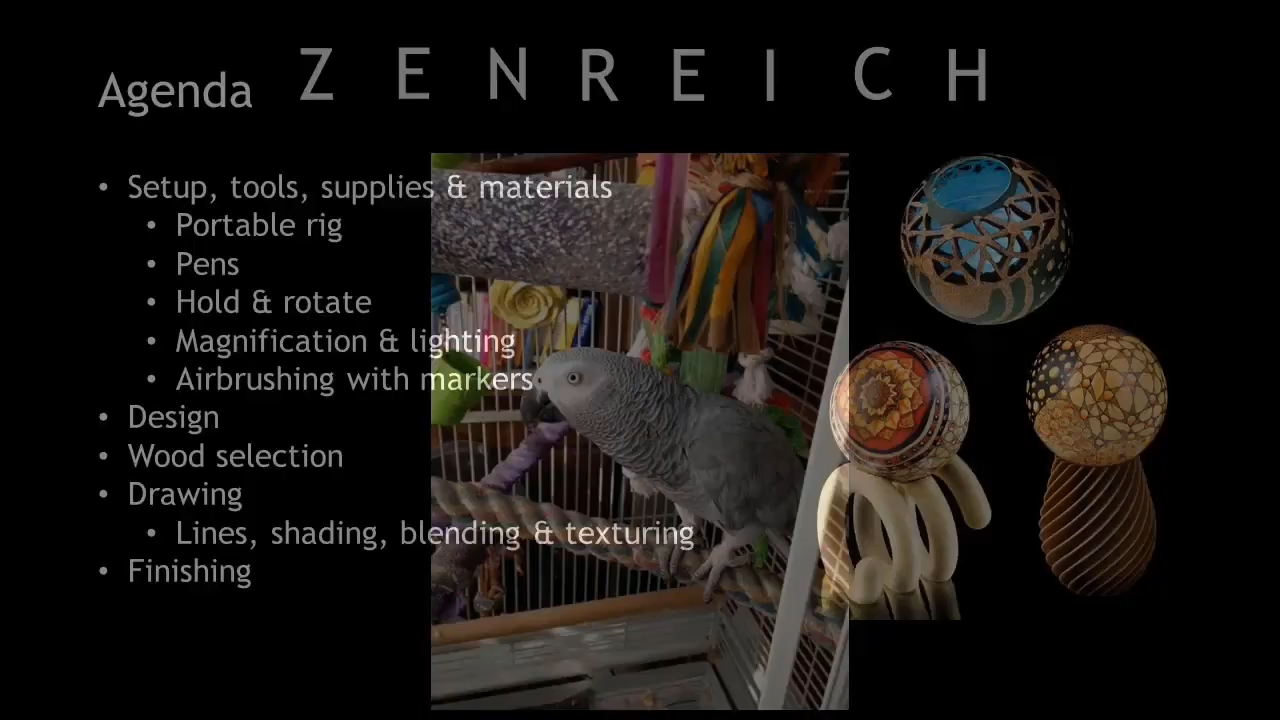 Z E N R E I C H
Agenda
• Setup, tools, supplies & materials
• Portable rig
• Pens
• Hold & rotate
• Magnification & lighting
• Airbrushing with markers
• Design
• Wood selection
• Drawing
• Lines, shading, blending & texturing
• Finishing